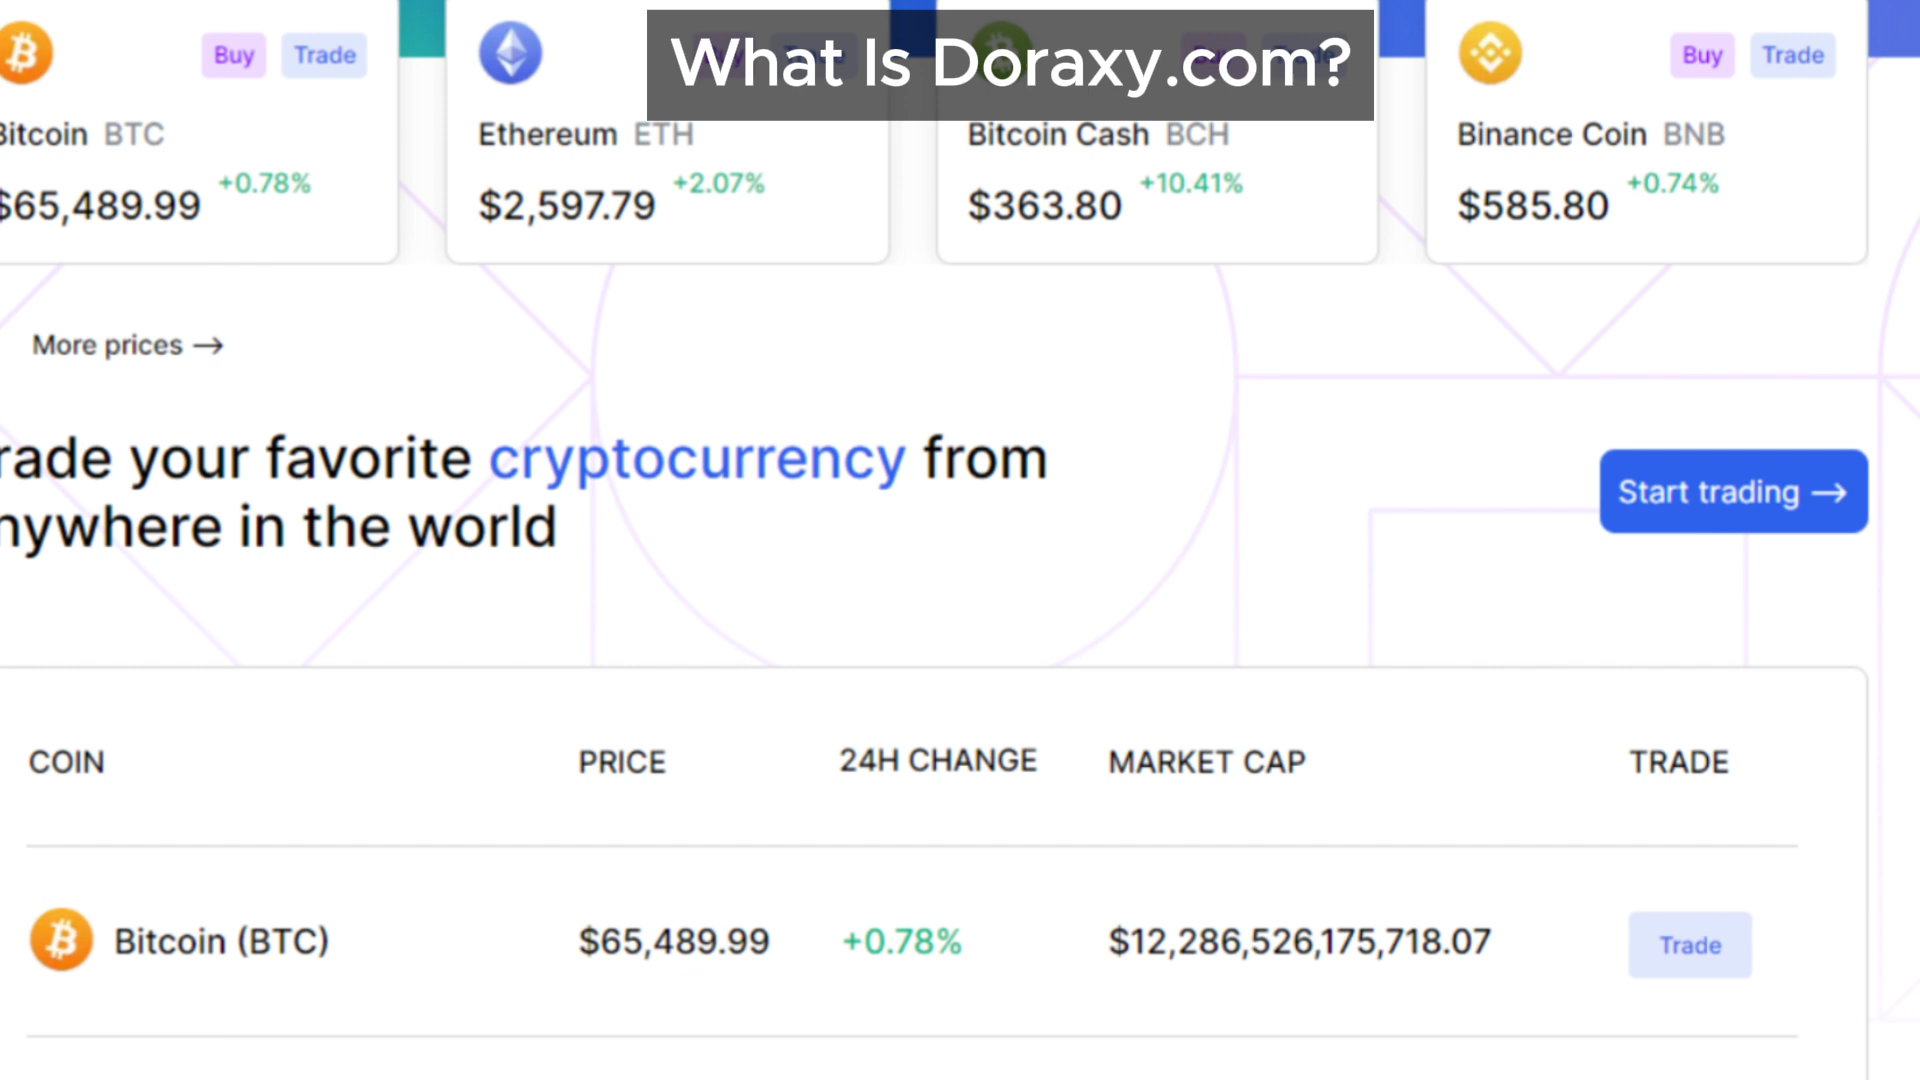 What Is Doraxy.com?
Buy Trade
Buy Trade
Bitcoin BTC
Ethereum ETH
Bitcoin Cash BCH
Binance Coin BNB
$65,489.99 +0.78%
$2,597.79 +2.07%
$363.80 +10.41%
$585.80 +0.74%
More prices →
rade your favorite cryptocurrency from
nywhere in the world
Start trading →
COIN PRICE 24H CHANGE MARKET CAP TRADE
Bitcoin (BTC) $65,489.99 +0.78% $12,286,526,175,718.07 Trade